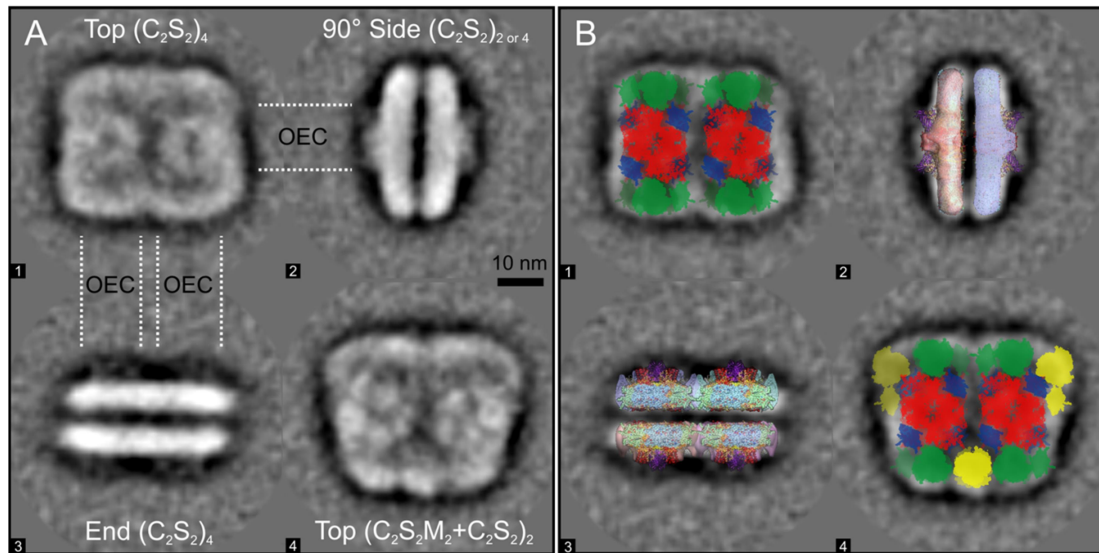 A
Top (C₂S₂)₄
90° Side (C₂S₂)₂ or 4
OEC
1
2
OEC OEC
10 nm
3
End (C₂S₂)₄
4
Top (C₂S₂M₂+C₂S₂)₂
B
1
2
3
4